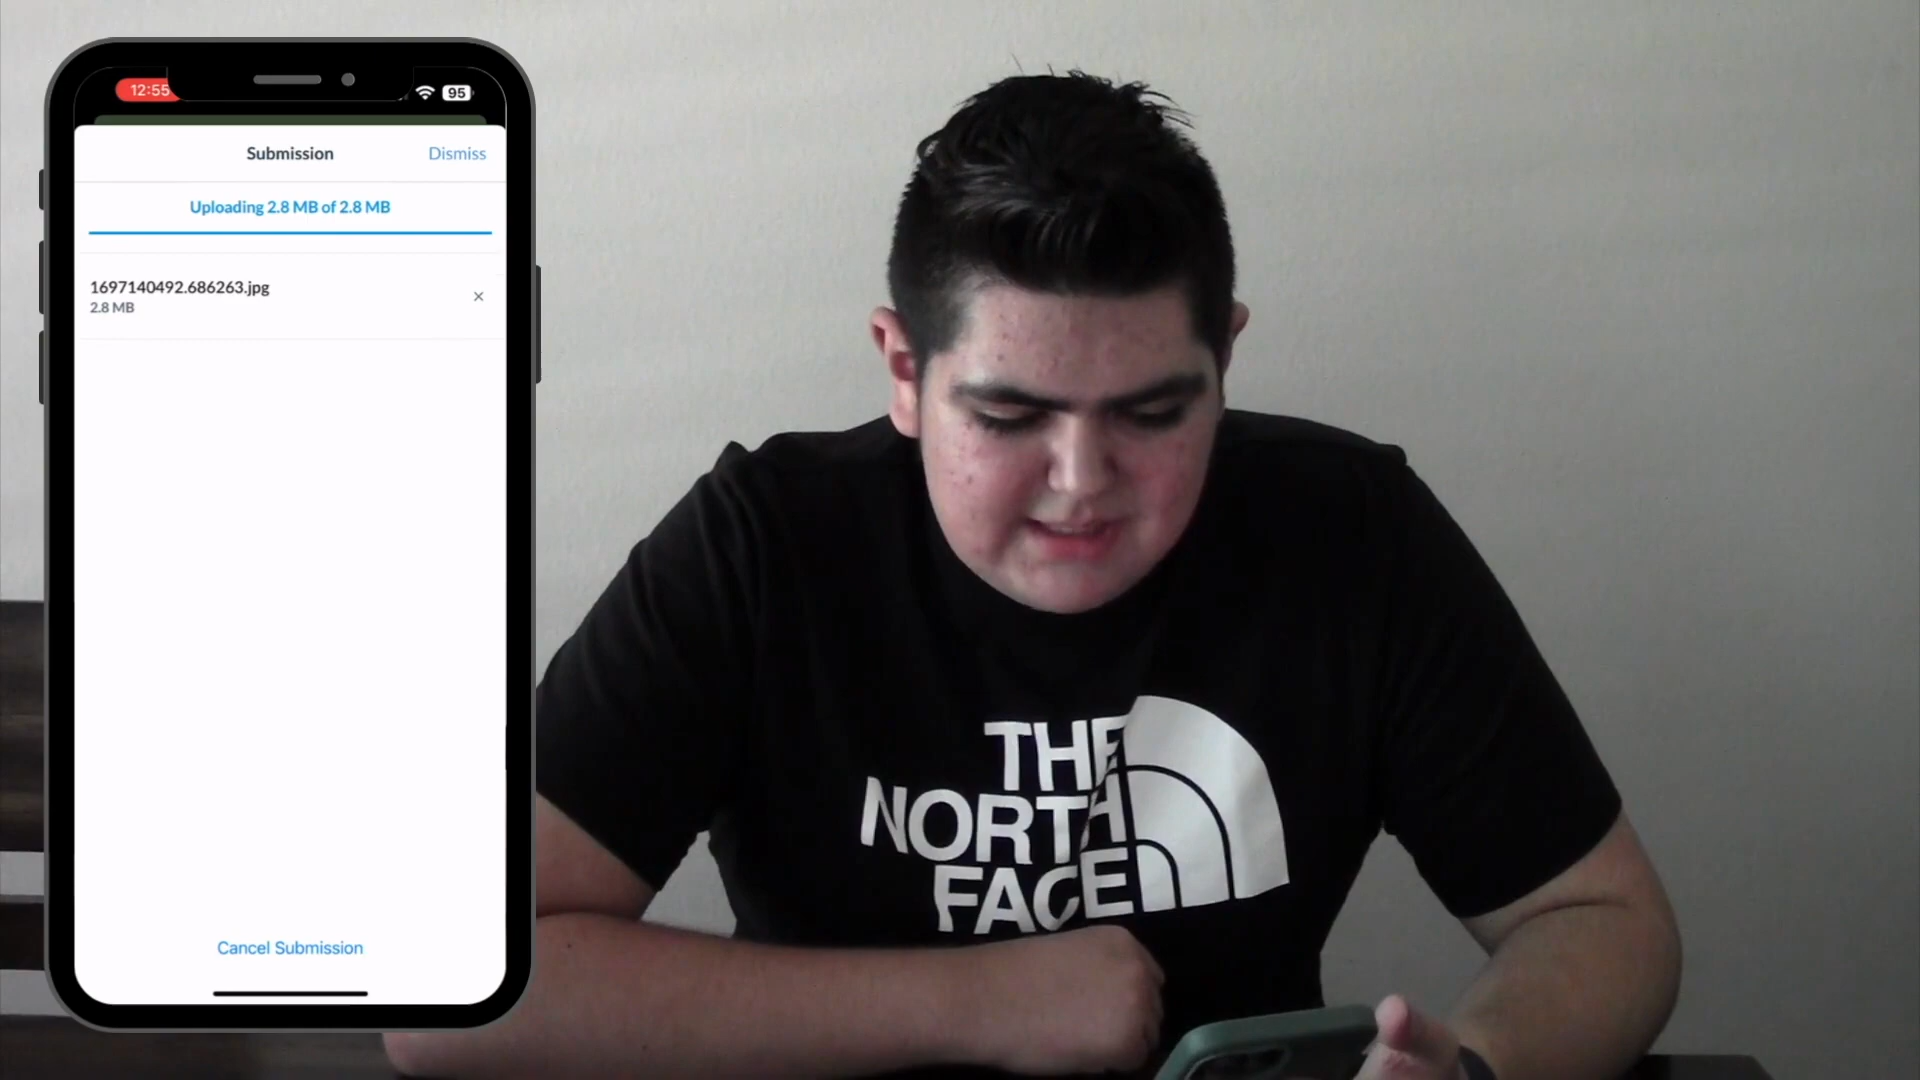 12:55
95
Submission
Dismiss
Uploading 2.8 MB of 2.8 MB
1697140492.686263.jpg
2.8 MB
Cancel Submission
THE
NORTH
FACE